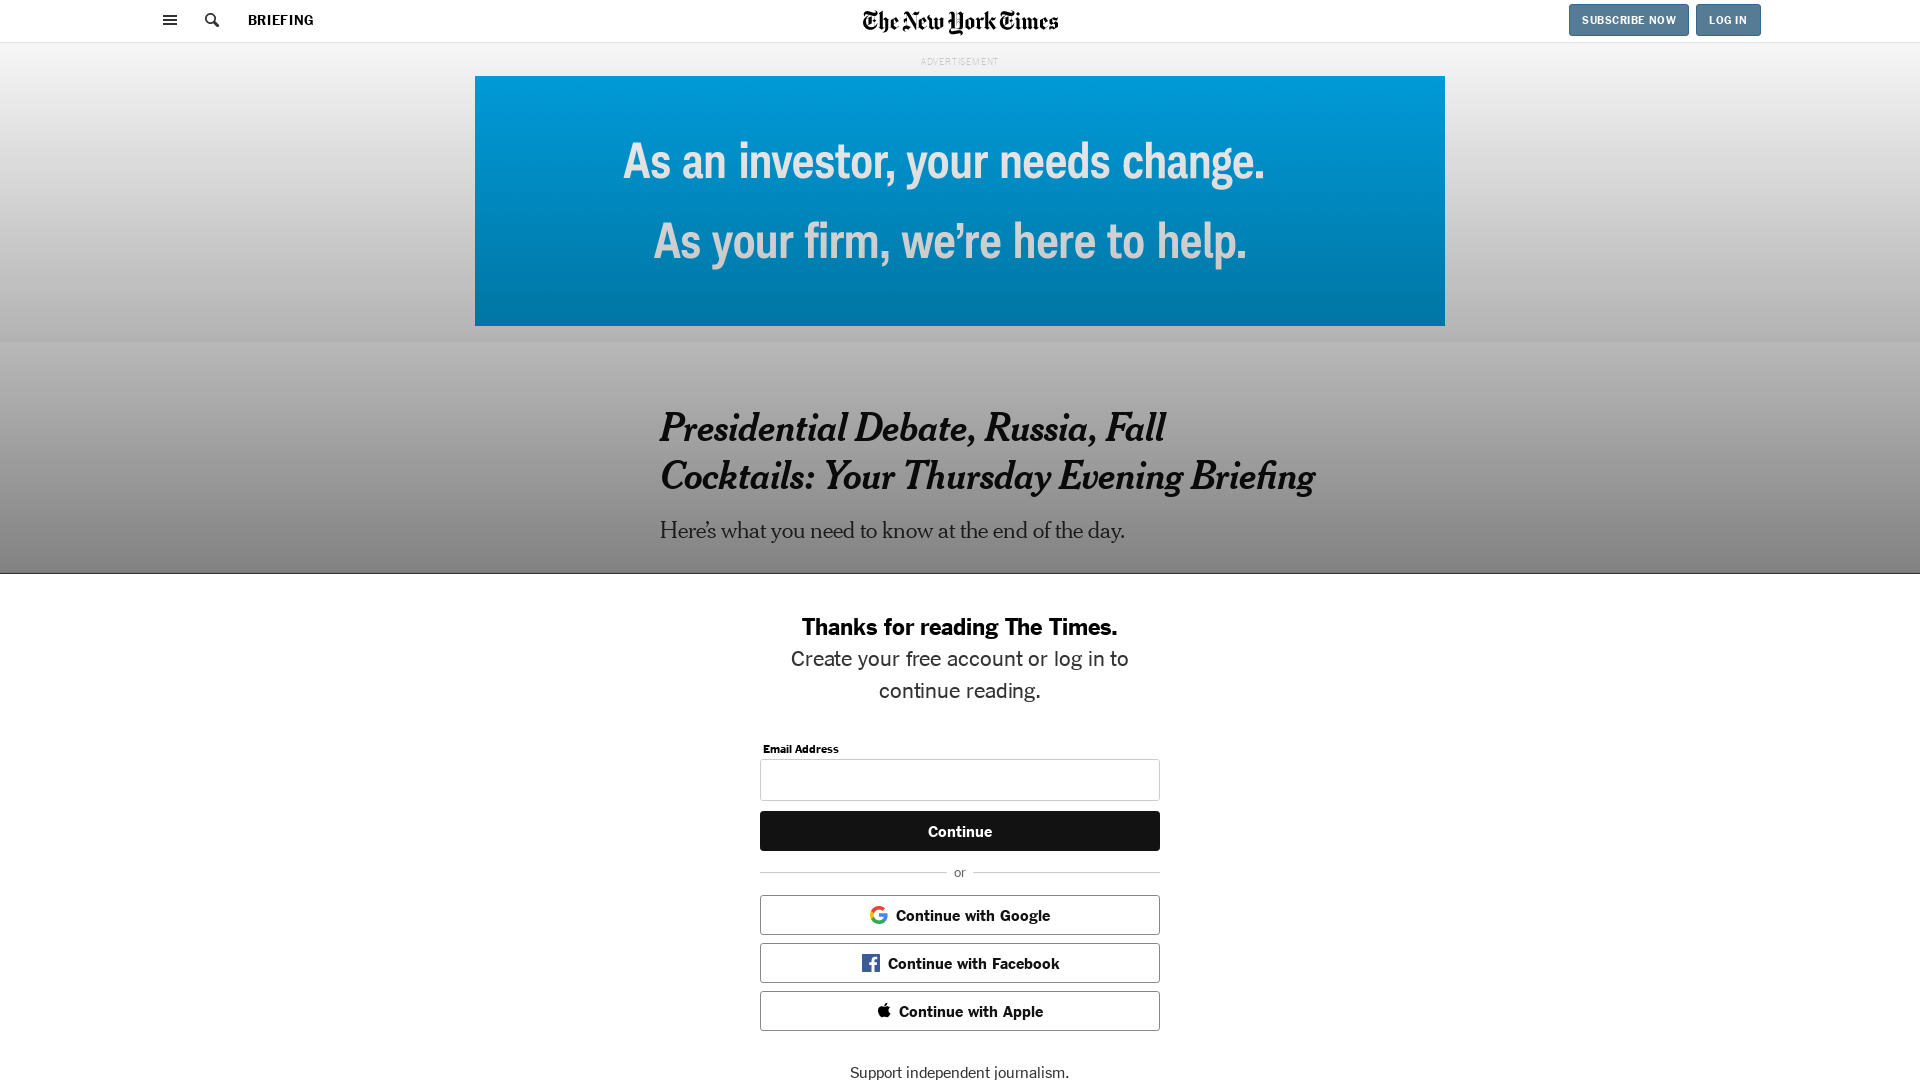 BRIEFING
The New York Times
SUBSCRIBE NOW
LOG IN
ADVERTISEMENT
As an investor, your needs change.
As your firm, we’re here to help.
Presidential Debate, Russia, Fall
Cocktails: Your Thursday Evening Briefing
Here’s what you need to know at the end of the day.
Thanks for reading The Times.
Create your free account or log in to
continue reading.
Email Address
Continue
or
Continue with Google
Continue with Facebook
Continue with Apple
Support independent journalism.